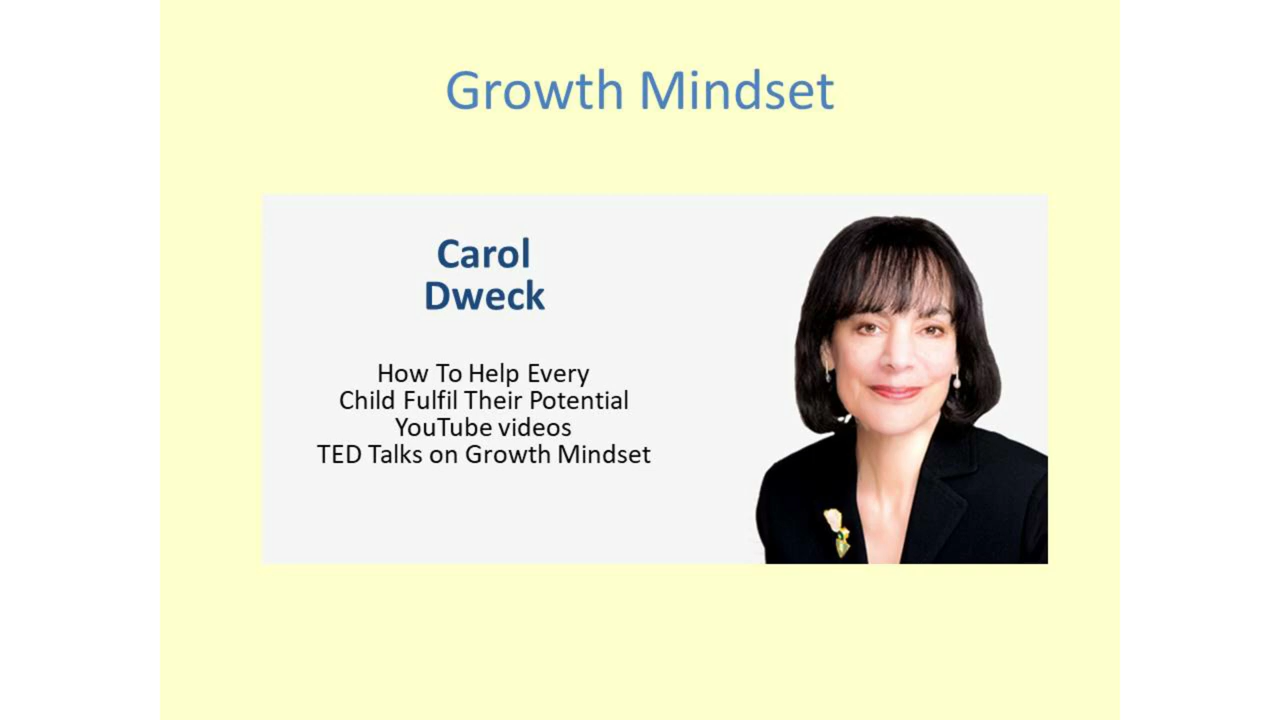 Growth Mindset
Carol
Dweck
How To Help Every
Child Fulfil Their Potential
YouTube videos
TED Talks on Growth Mindset